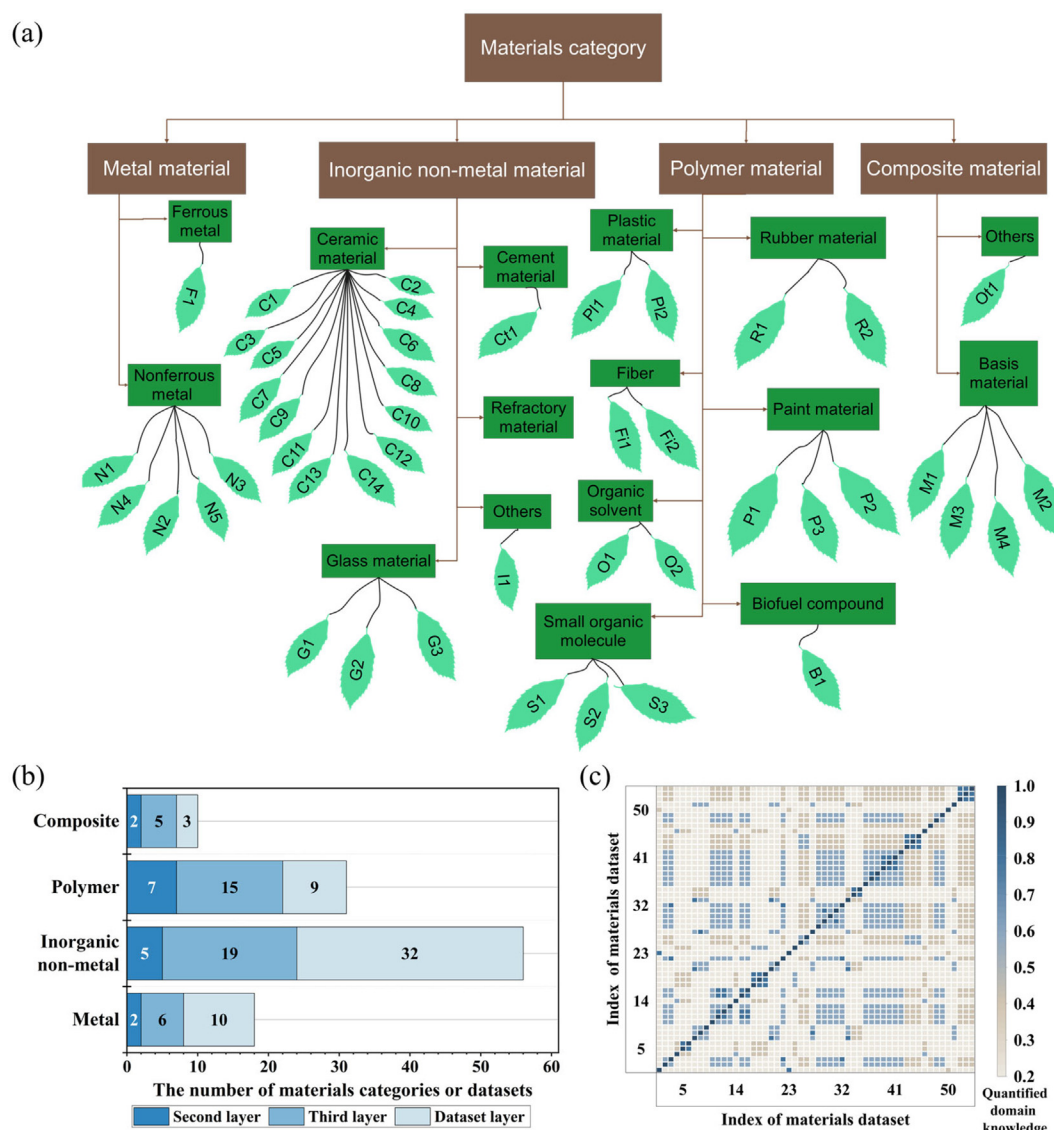 (a)
Materials category
Metal material
Inorganic non-metal material
Polymer material
Composite material
Ferrous
metal
F1
Nonferrous
metal
N1
N4
N2
N5
N3
Ceramic
material
C1
C2
C3
C4
C5
C6
C7
C8
C9
C10
C11
C12
C13
C14
Cement
material
Ct1
Refractory
material
Others
I1
Glass material
G1
G2
G3
Plastic
material
Pl1
Pl2
Rubber material
R1
R2
Fiber
Fi1
Fi2
Paint material
P1
P3
P2
Organic
solvent
O1
O2
Small organic
molecule
S1
S2
S3
Biofuel compound
B1
Others
Ot1
Basis
material
M1
M3
M4
M2
(b)
Composite
2 5 3
Polymer
7 15 9
Inorganic
non-metal
5 19 32
Metal
2 6 10
0 10 20 30 40 50 60
The number of materials categories or datasets
Second layer Third layer Dataset layer
(c)
Index of materials dataset
50
41
32
23
14
5
5 14 23 32 41 50
Index of materials dataset
1.0
0.9
0.8
0.7
0.6
0.5
0.4
0.3
0.2
Quantified
domain
knowledge